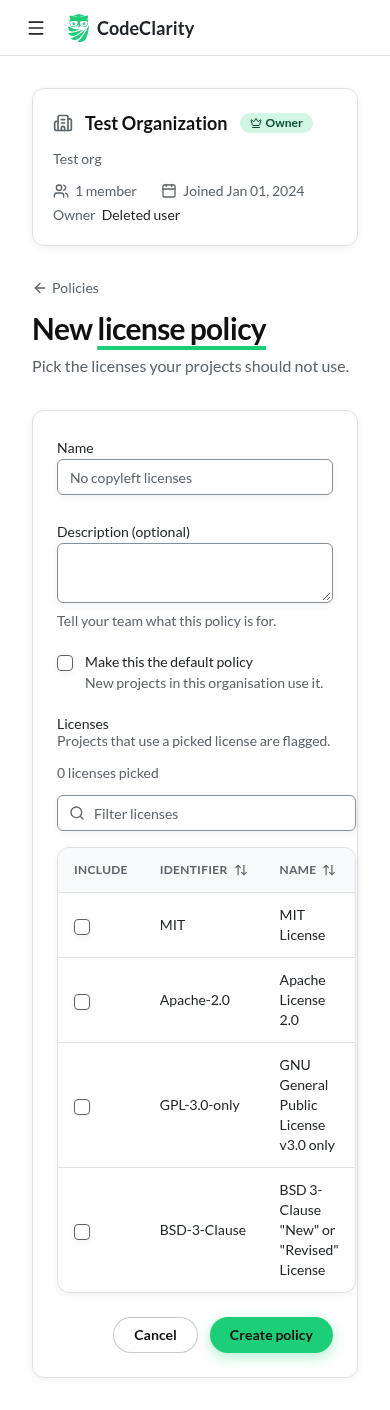 CodeClarity
Test Organization
Owner
Test org
1 member
Joined Jan 01, 2024
Owner Deleted user
Policies
New license policy
Pick the licenses your projects should not use.
Name
No copyleft licenses
Description (optional)
Tell your team what this policy is for.
Make this the default policy
New projects in this organisation use it.
Licenses
Projects that use a picked license are flagged.
0 licenses picked
Filter licenses
INCLUDE IDENTIFIER NAME
MIT
MIT
License
Apache-2.0
Apache
License
2.0
GPL-3.0-only
GNU
General
Public
License
v3.0 only
BSD-3-Clause
BSD 3-
Clause
"New" or
"Revised"
License
Cancel
Create policy